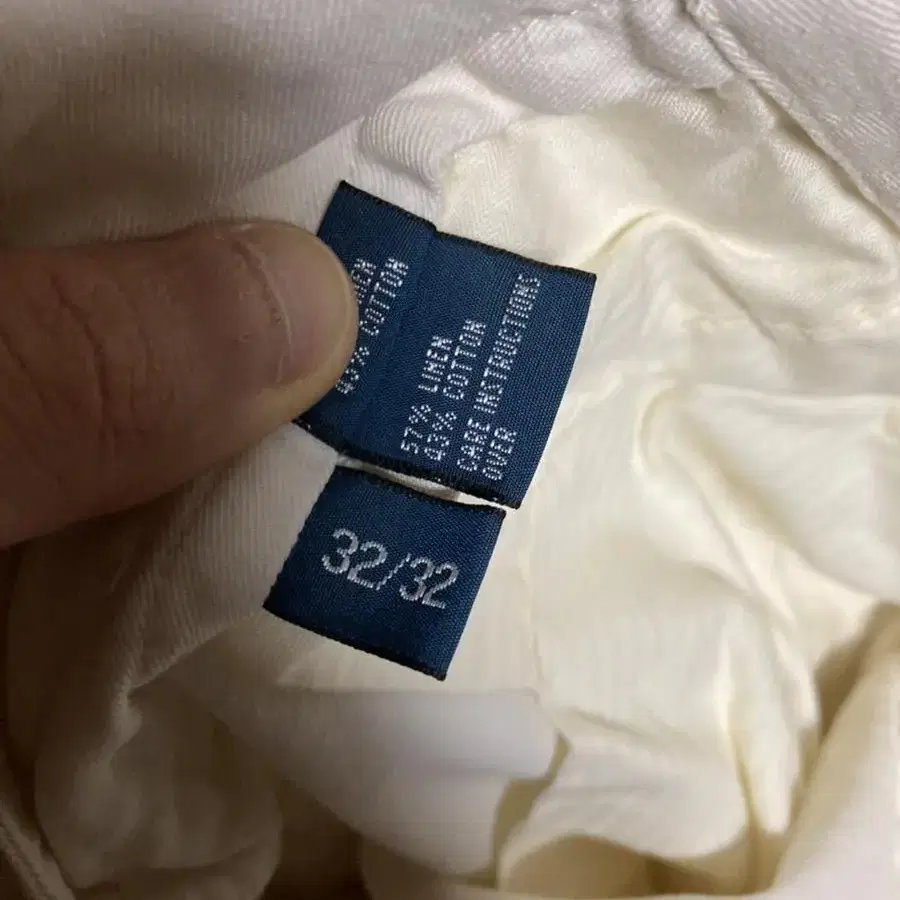 COTTON
57% LINEN
43% COTTON
CARE INSTRUCTIONS
OVER
32/32